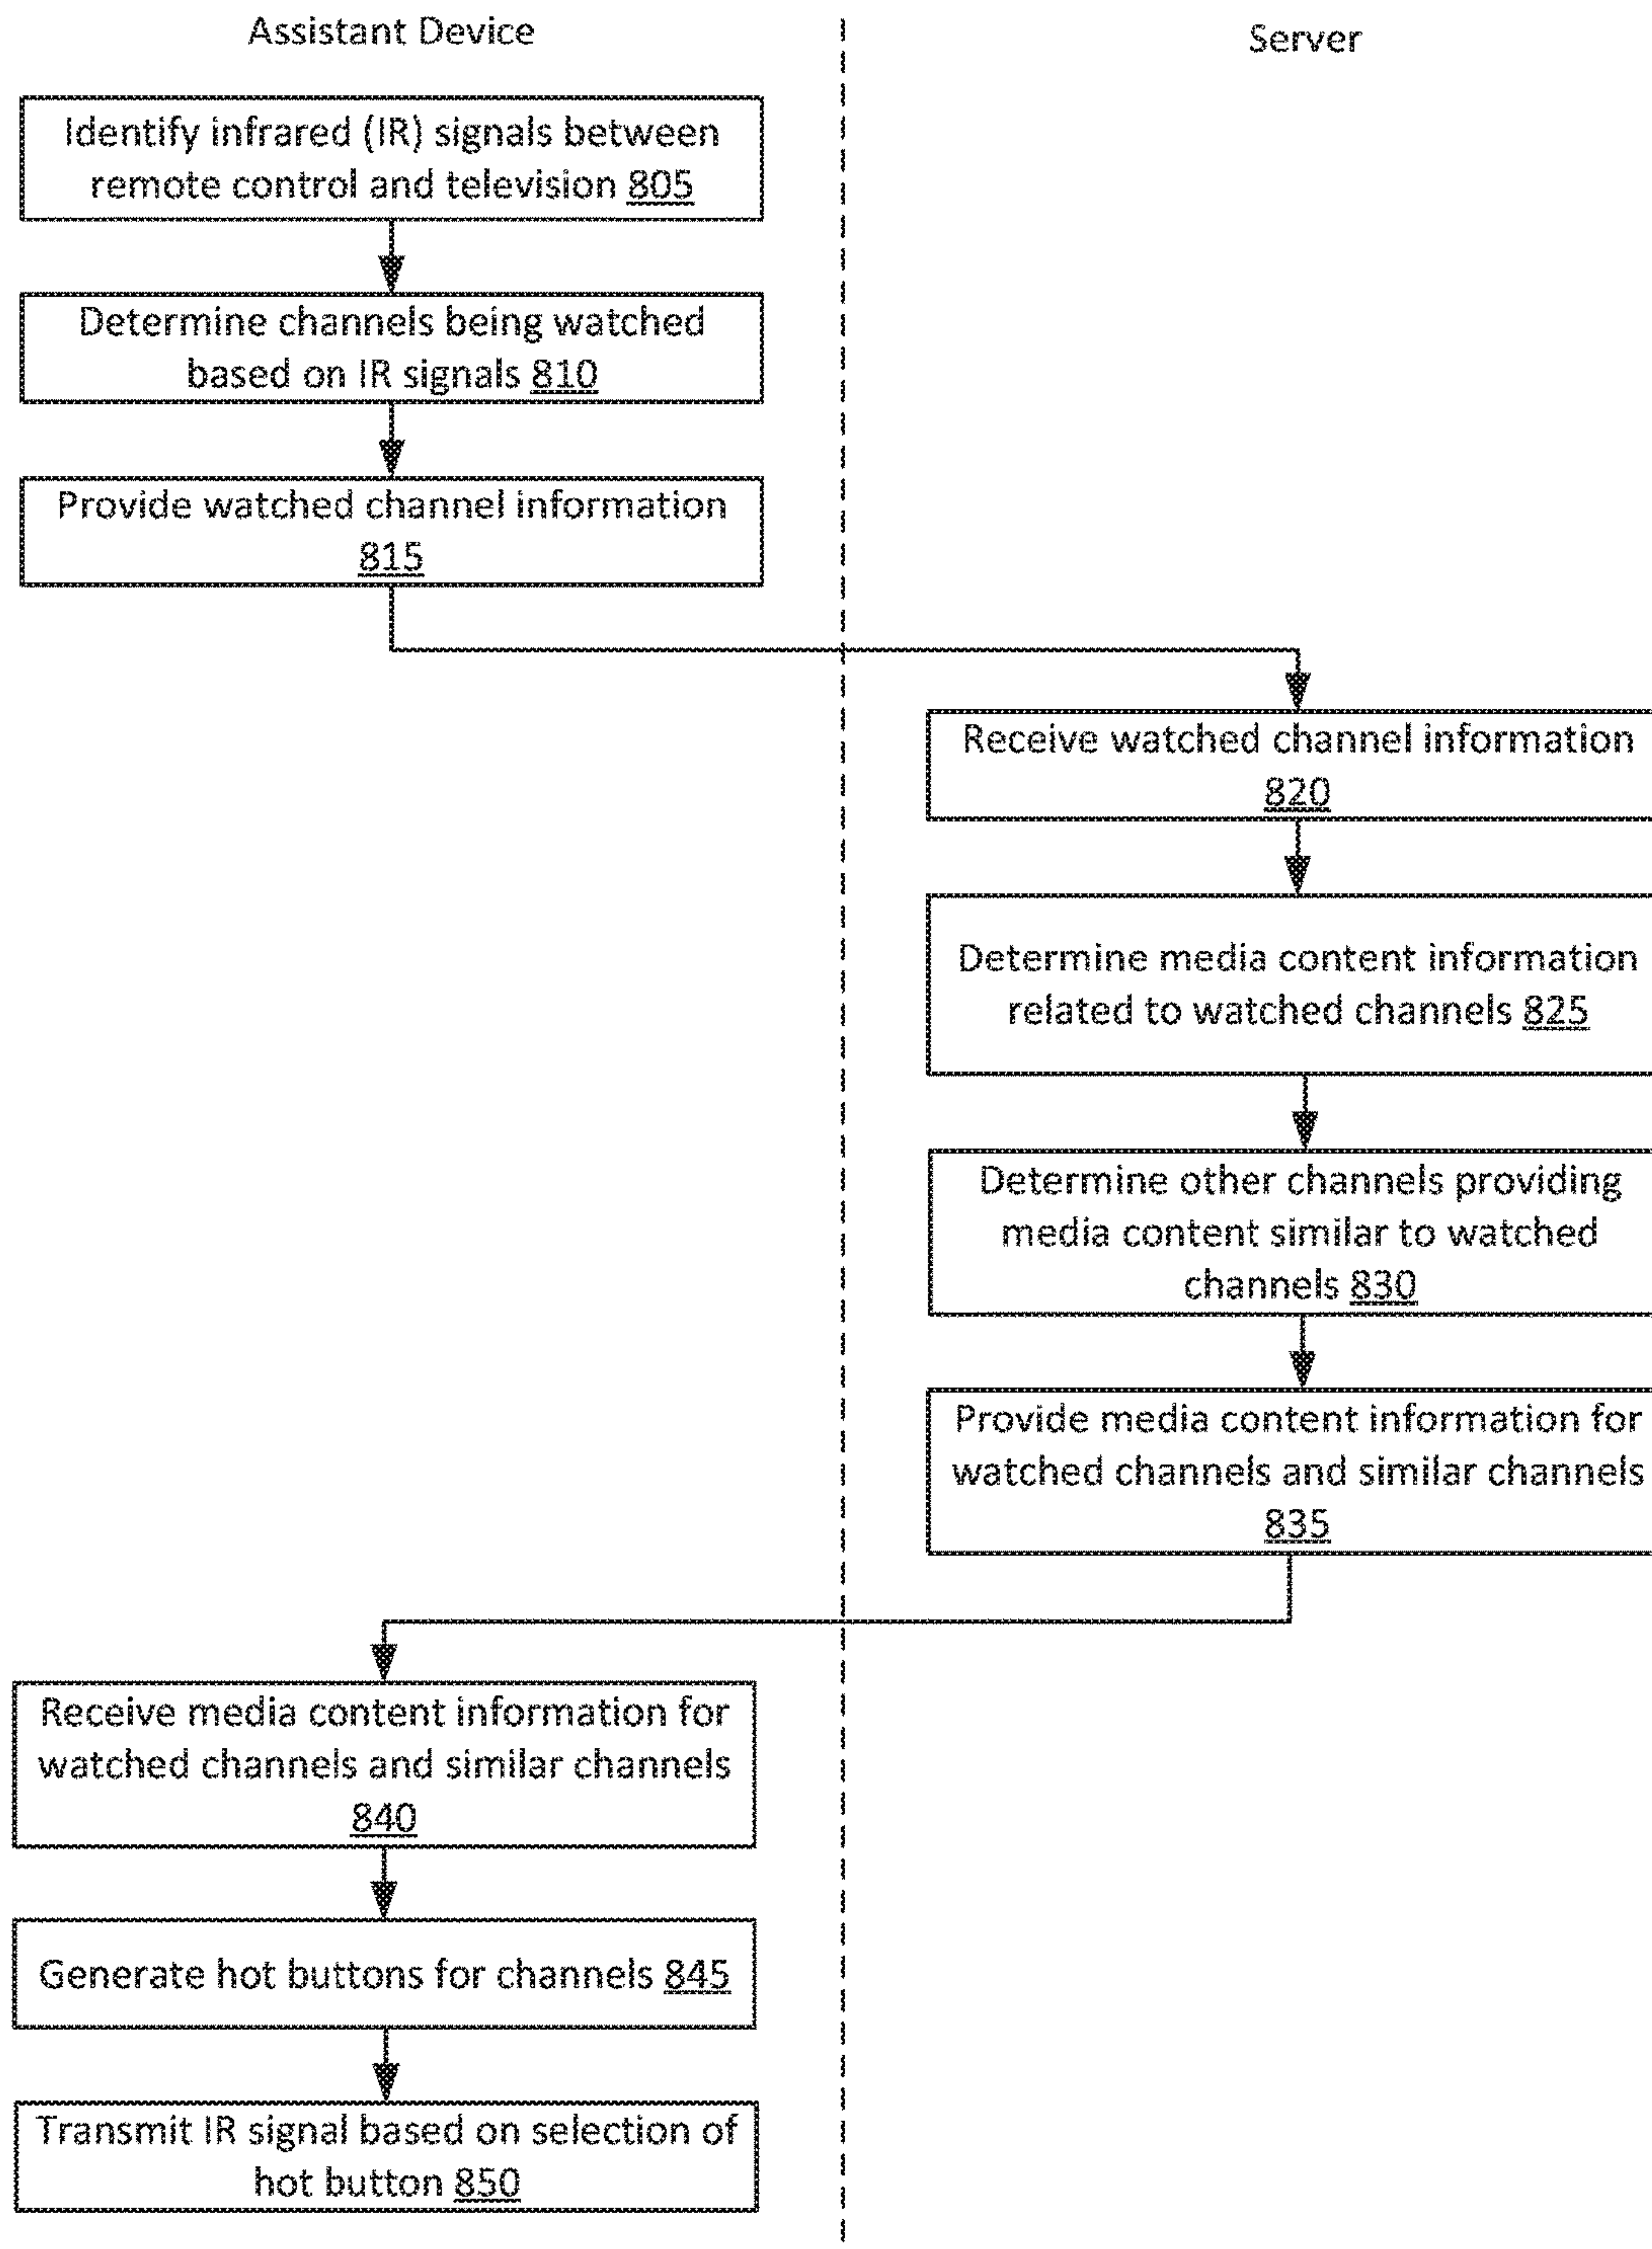 Assistant Device
Server
Identify infrared (IR) signals between
remote control and television 805
Determine channels being watched
based on IR signals 810
Provide watched channel information
815
Receive watched channel information
820
Determine media content information
related to watched channels 825
Determine other channels providing
media content similar to watched
channels 830
Provide media content information for
watched channels and similar channels
835
Receive media content information for
watched channels and similar channels
840
Generate hot buttons for channels 845
Transmit IR signal based on selection of
hot button 850